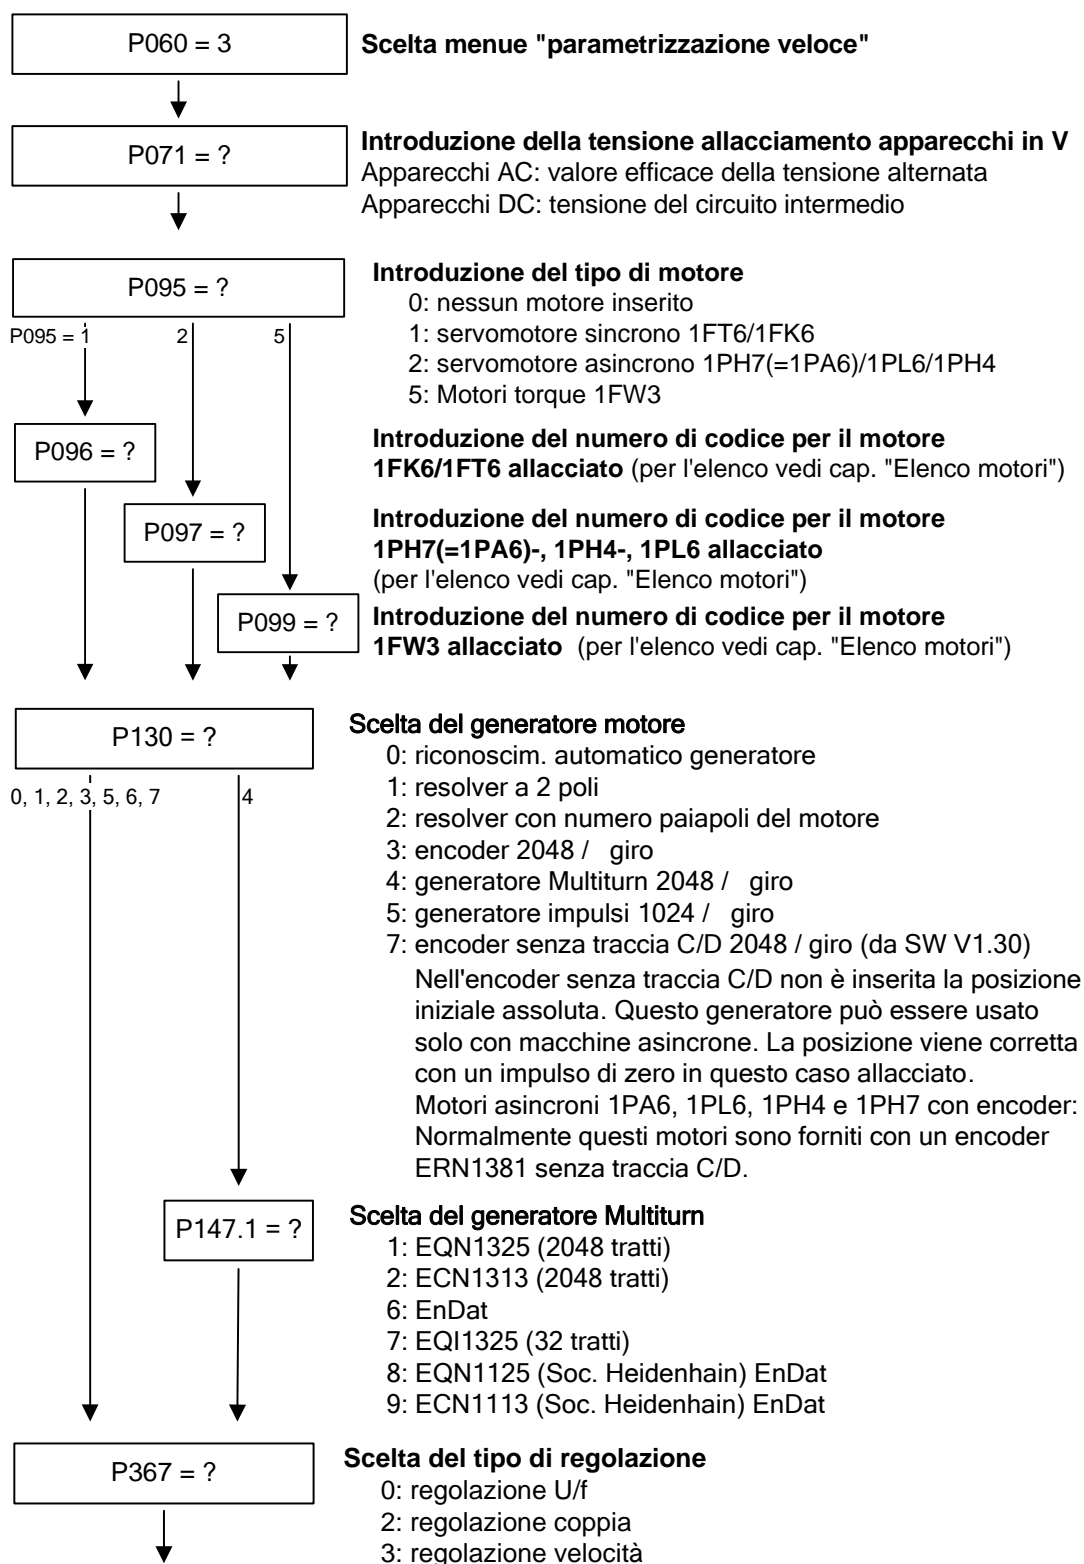 P060 = 3
Scelta menue "parametrizzazione veloce"
P071 = ?
Introduzione della tensione allacciamento apparecchi in V
Apparecchi AC: valore efficace della tensione alternata
Apparecchi DC: tensione del circuito intermedio
P095 = ?
Introduzione del tipo di motore
0: nessun motore inserito
1: servomotore sincrono 1FT6/1FK6
2: servomotore asincrono 1PH7(=1PA6)/1PL6/1PH4
5: Motori torque 1FW3
P095 = 1
2
5
P096 = ?
Introduzione del numero di codice per il motore
1FK6/1FT6 allacciato (per l'elenco vedi cap. "Elenco motori")
P097 = ?
Introduzione del numero di codice per il motore
1PH7(=1PA6)-, 1PH4-, 1PL6 allacciato
(per l'elenco vedi cap. "Elenco motori")
P099 = ?
Introduzione del numero di codice per il motore
1FW3 allacciato (per l'elenco vedi cap. "Elenco motori")
P130 = ?
Scelta del generatore motore
0: riconoscim. automatico generatore
1: resolver a 2 poli
2: resolver con numero paiapoli del motore
3: encoder 2048 / giro
4: generatore Multiturn 2048 / giro
5: generatore impulsi 1024 / giro
7: encoder senza traccia C/D 2048 / giro (da SW V1.30)
Nell'encoder senza traccia C/D non è inserita la posizione
iniziale assoluta. Questo generatore può essere usato
solo con macchine asincrone. La posizione viene corretta
con un impulso di zero in questo caso allacciato.
Motori asincroni 1PA6, 1PL6, 1PH4 e 1PH7 con encoder:
Normalmente questi motori sono forniti con un encoder
ERN1381 senza traccia C/D.
0, 1, 2, 3, 5, 6, 7
4
P147.1 = ?
Scelta del generatore Multiturn
1: EQN1325 (2048 tratti)
2: ECN1313 (2048 tratti)
6: EnDat
7: EQI1325 (32 tratti)
8: EQN1125 (Soc. Heidenhain) EnDat
9: ECN1113 (Soc. Heidenhain) EnDat
P367 = ?
Scelta del tipo di regolazione
0: regolazione U/f
2: regolazione coppia
3: regolazione velocità